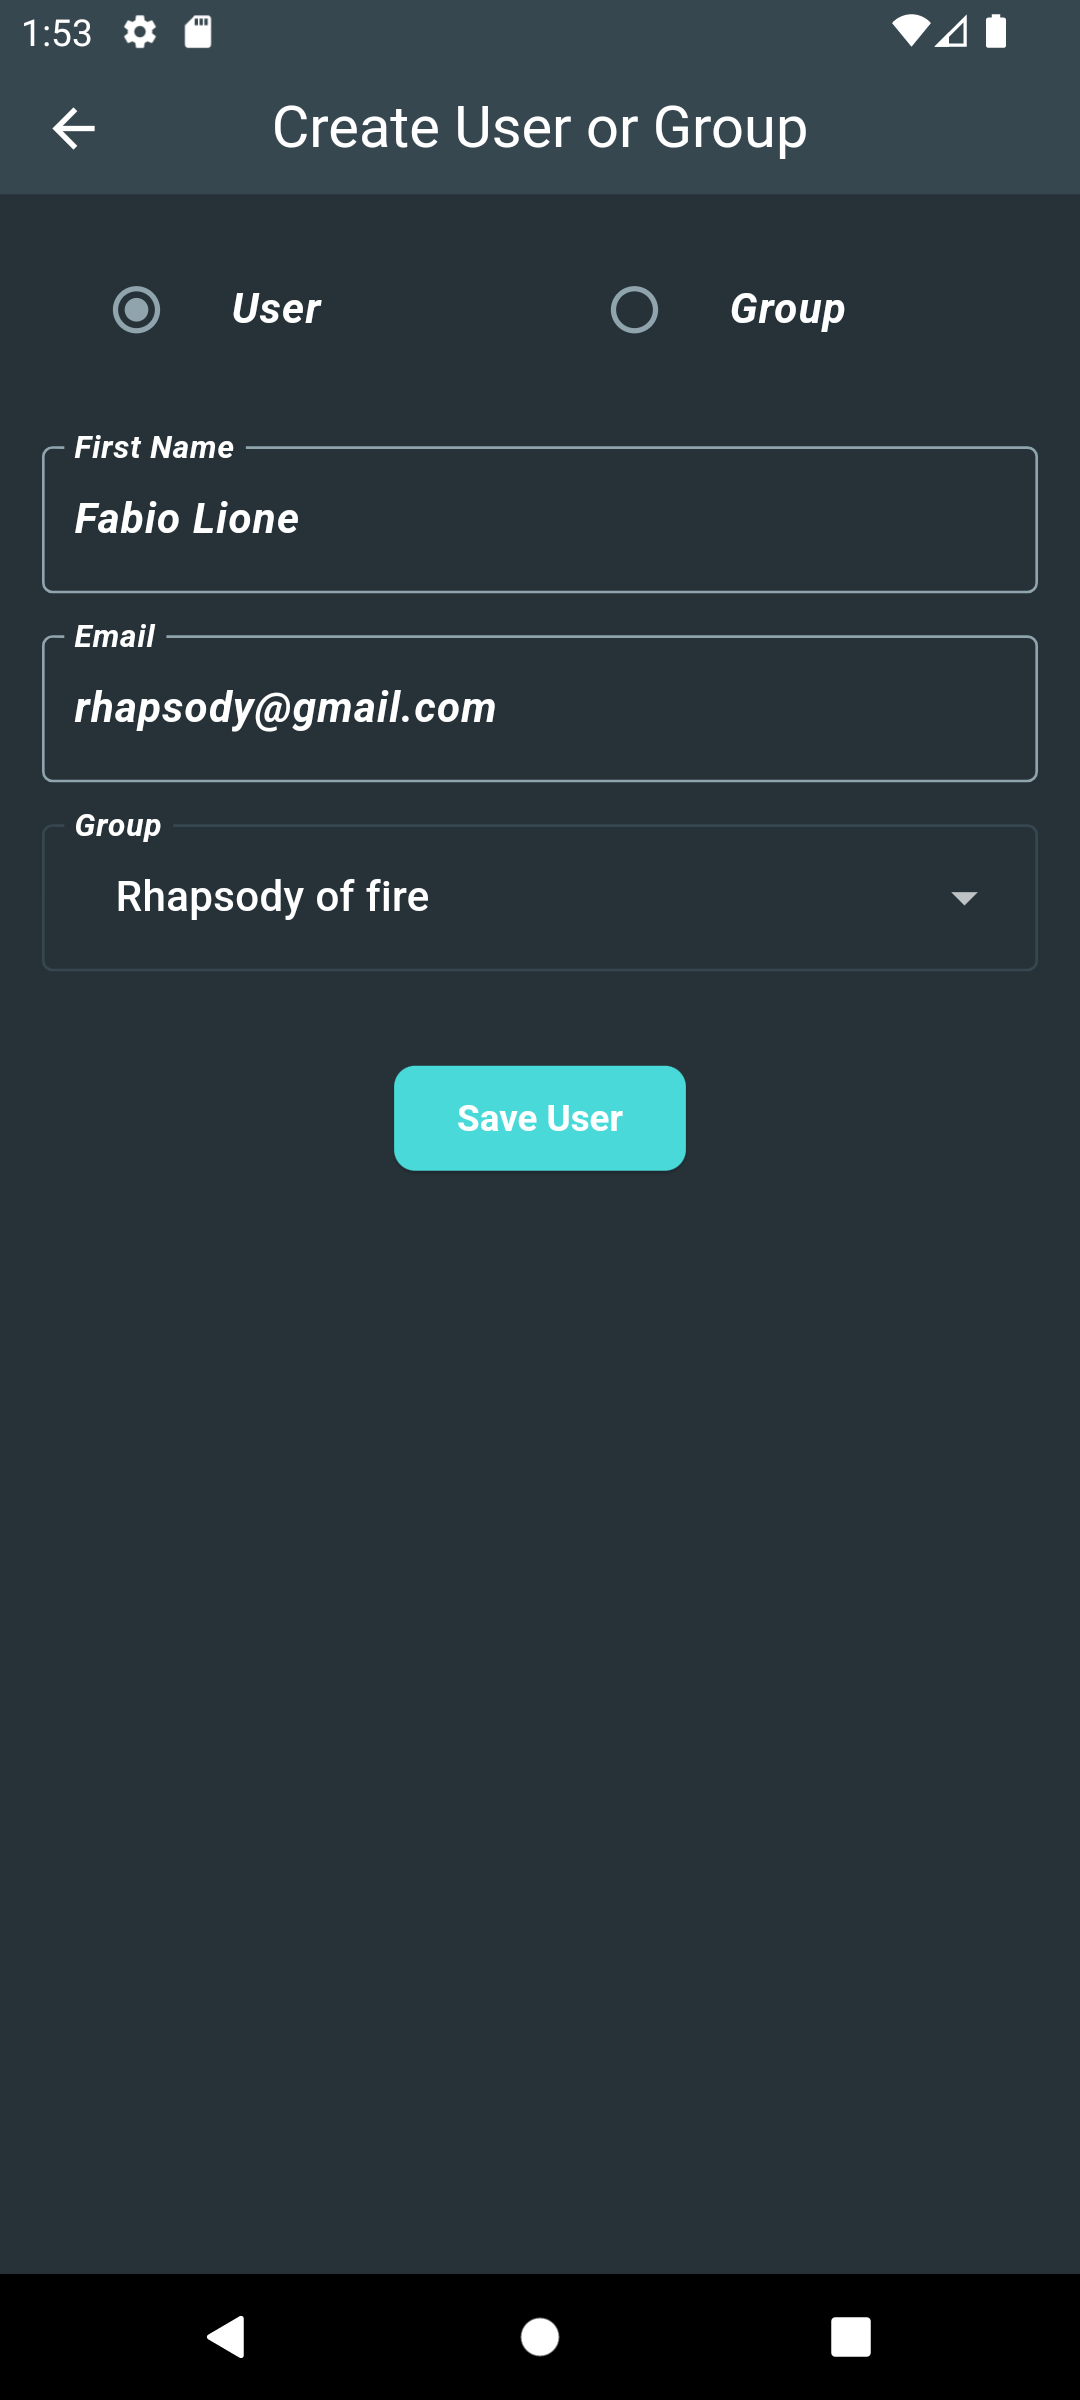 1:53
Create User or Group
User
Group
First Name
Fabio Lione
Email
rhapsody@gmail.com
Group
Rhapsody of fire
Save User